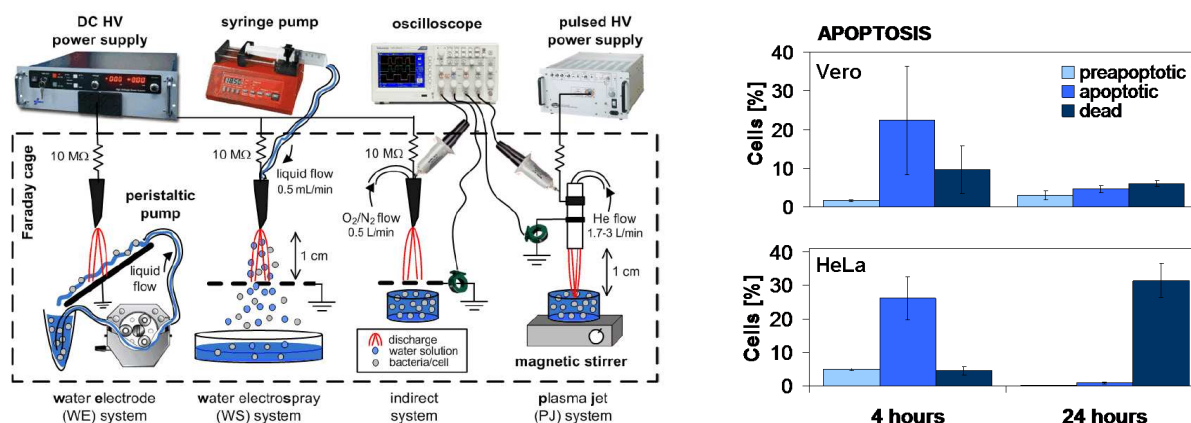 DC HV
power supply
syringe pump
oscilloscope
pulsed HV
power supply
Faraday cage
10 MΩ
10 MΩ
10 MΩ
liquid flow
0.5 mL/min
peristaltic
pump
O₂/N₂ flow
0.5 L/min
He flow
1.7-3 L/min
1 cm
1 cm
liquid
flow
discharge
water solution
bacteria/cell
magnetic stirrer
water electrode
(WE) system
water electrospray
(WS) system
indirect
system
plasma jet
(PJ) system
APOPTOSIS
Vero
preapoptotic
apoptotic
dead
Cells [%]
40
30
20
10
0
HeLa
Cells [%]
40
30
20
10
0
4 hours
24 hours